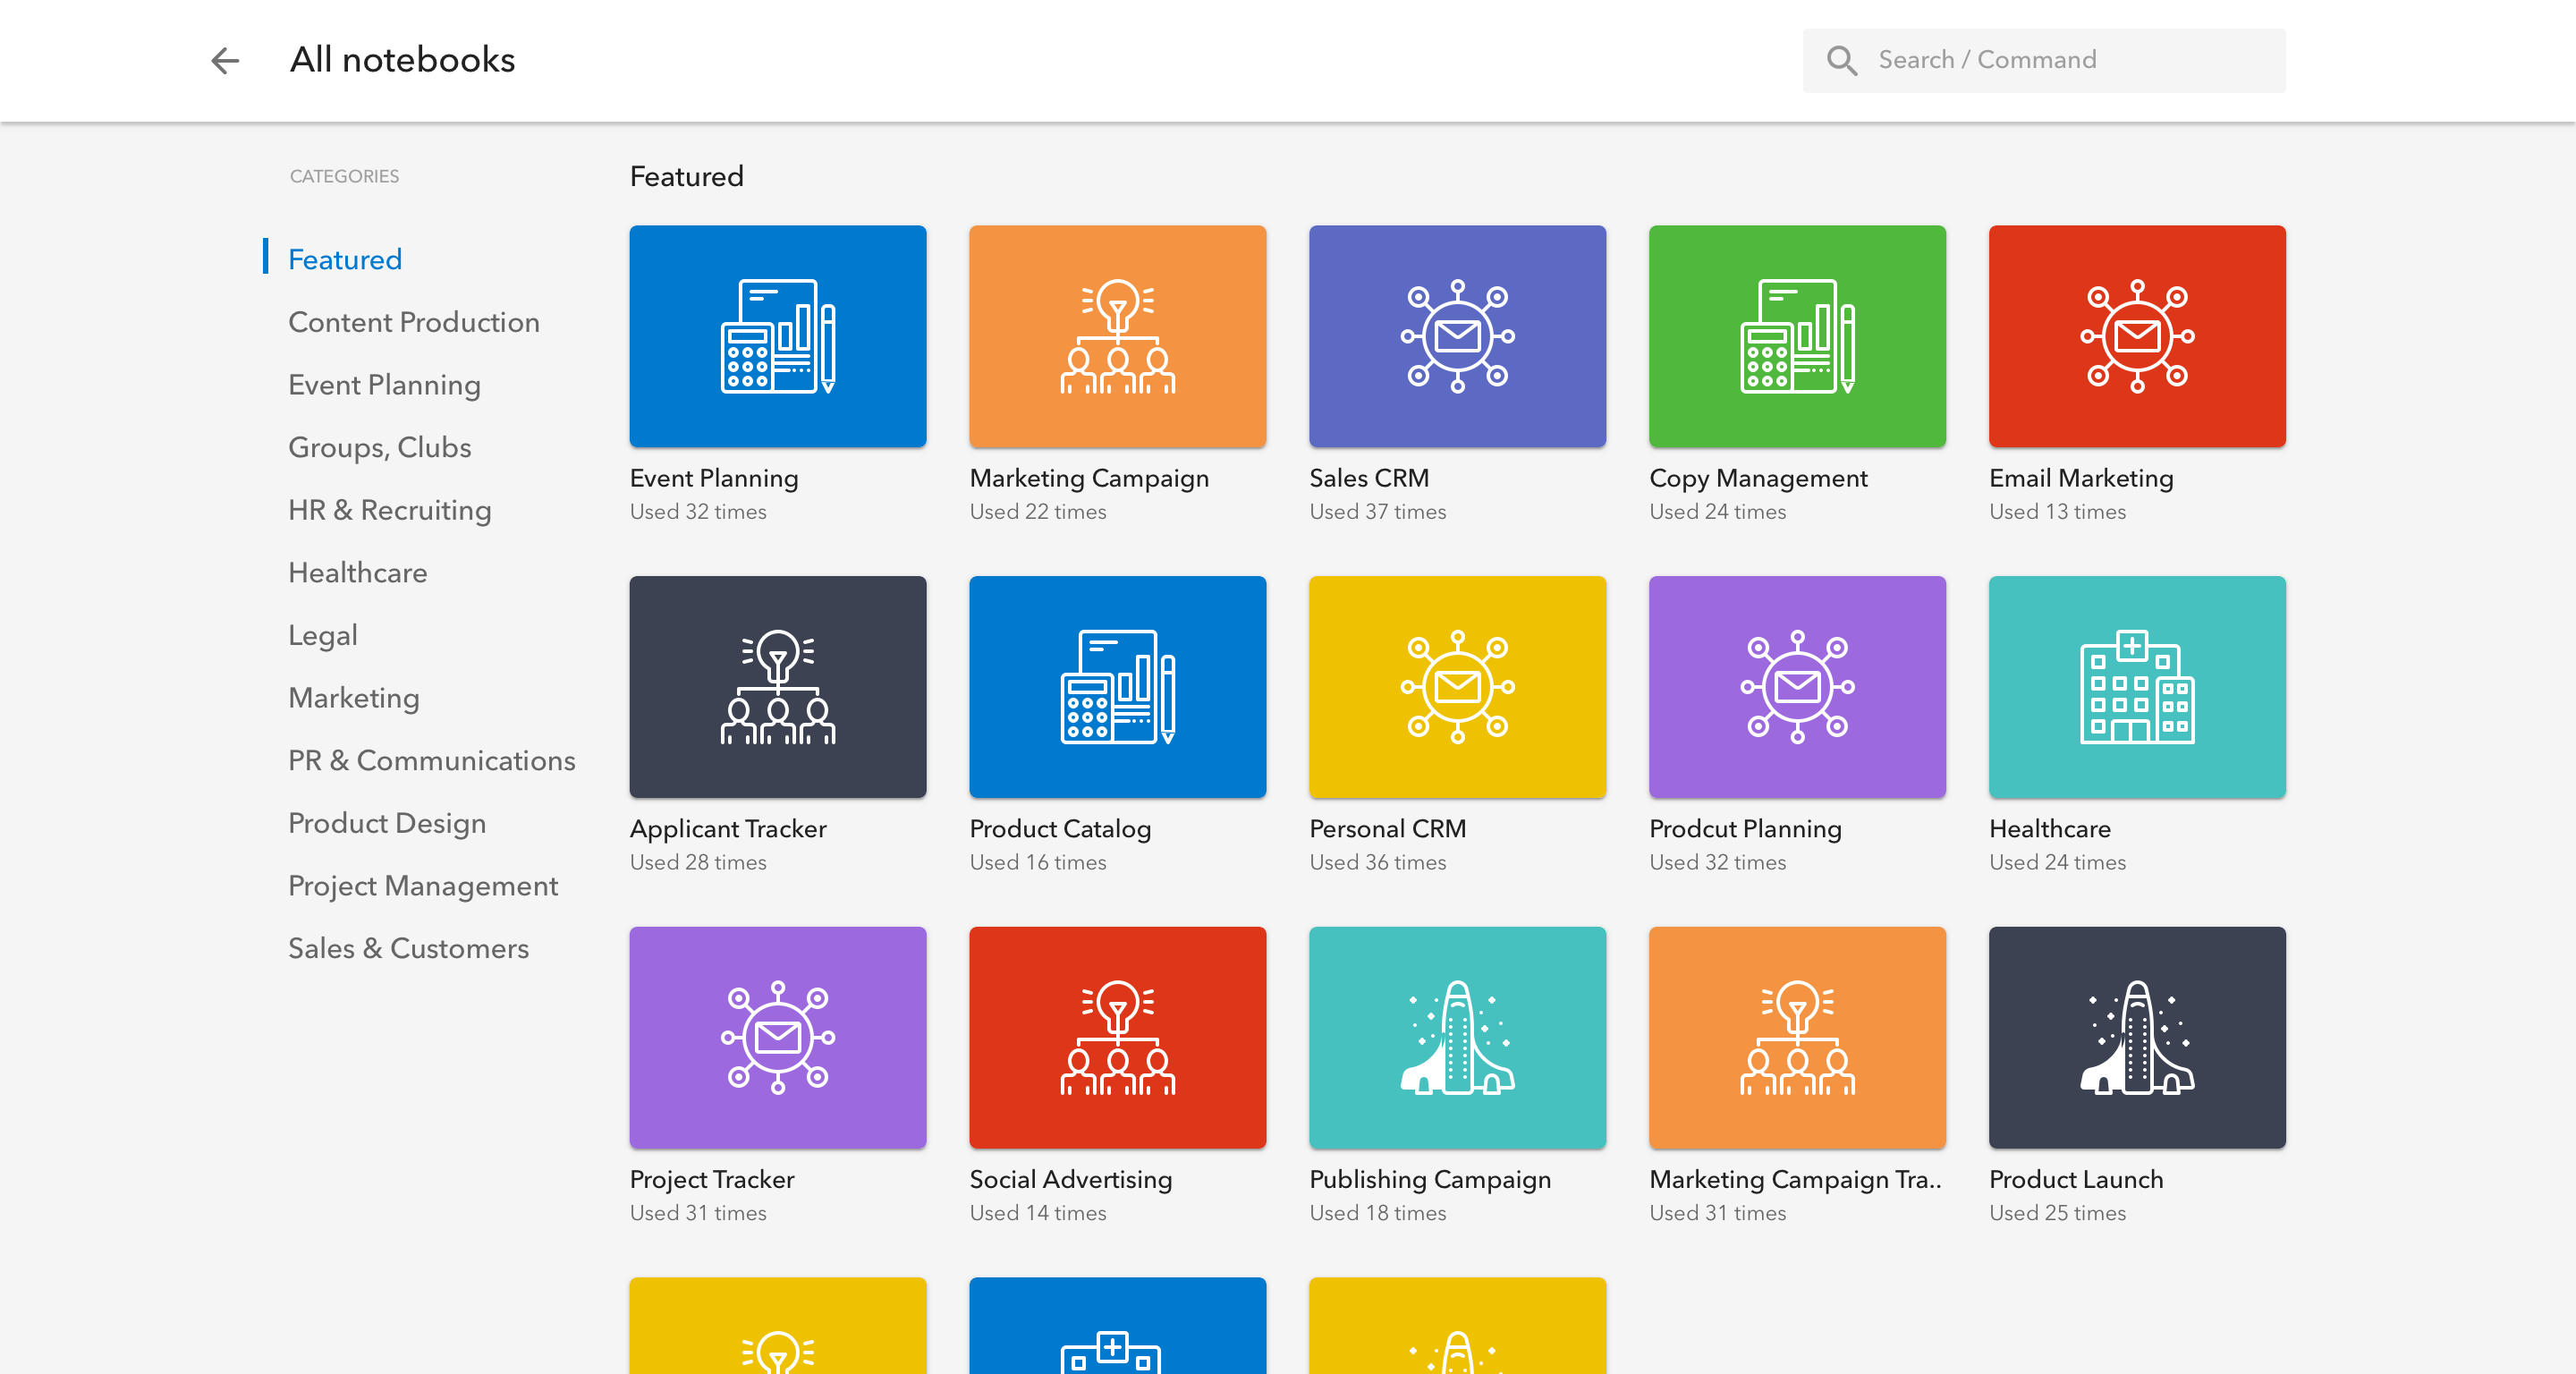 All notebooks
Search / Command
CATEGORIES
Featured
Content Production
Event Planning
Groups, Clubs
HR & Recruiting
Healthcare
Legal
Marketing
PR & Communications
Product Design
Project Management
Sales & Customers
Featured
Event Planning
Used 32 times
Marketing Campaign
Used 22 times
Sales CRM
Used 37 times
Copy Management
Used 24 times
Email Marketing
Used 13 times
Applicant Tracker
Used 28 times
Product Catalog
Used 16 times
Personal CRM
Used 36 times
Prodcut Planning
Used 32 times
Healthcare
Used 24 times
Project Tracker
Used 31 times
Social Advertising
Used 14 times
Publishing Campaign
Used 18 times
Marketing Campaign Tra..
Used 31 times
Product Launch
Used 25 times